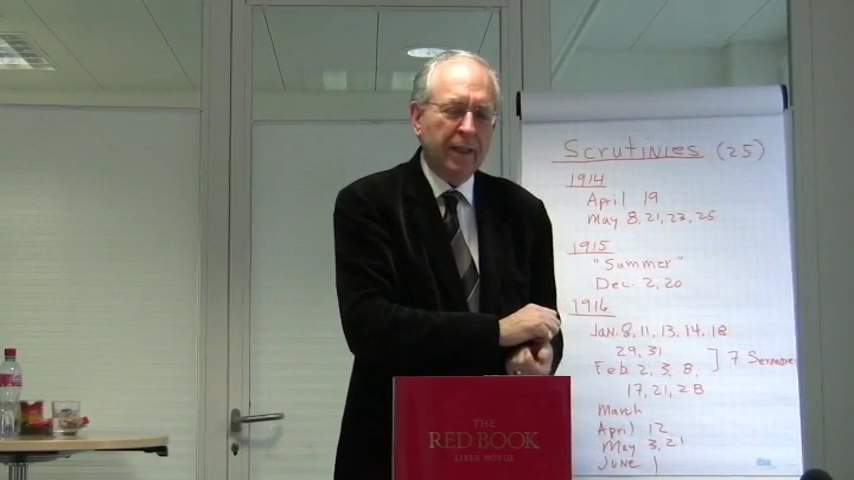 Scrutinies (25)
1914
April 19
May 8, 21, 23, 25
1915
"Summer"
Dec. 2, 20
1916
Jan. 8, 11, 13, 14, 18
29, 31
Feb. 2, 3, 8, ] 7 Sermones
17, 21, 28
March
April 12
May 3, 21
June 1
THE
RED BOOK
LIBER NOVUS